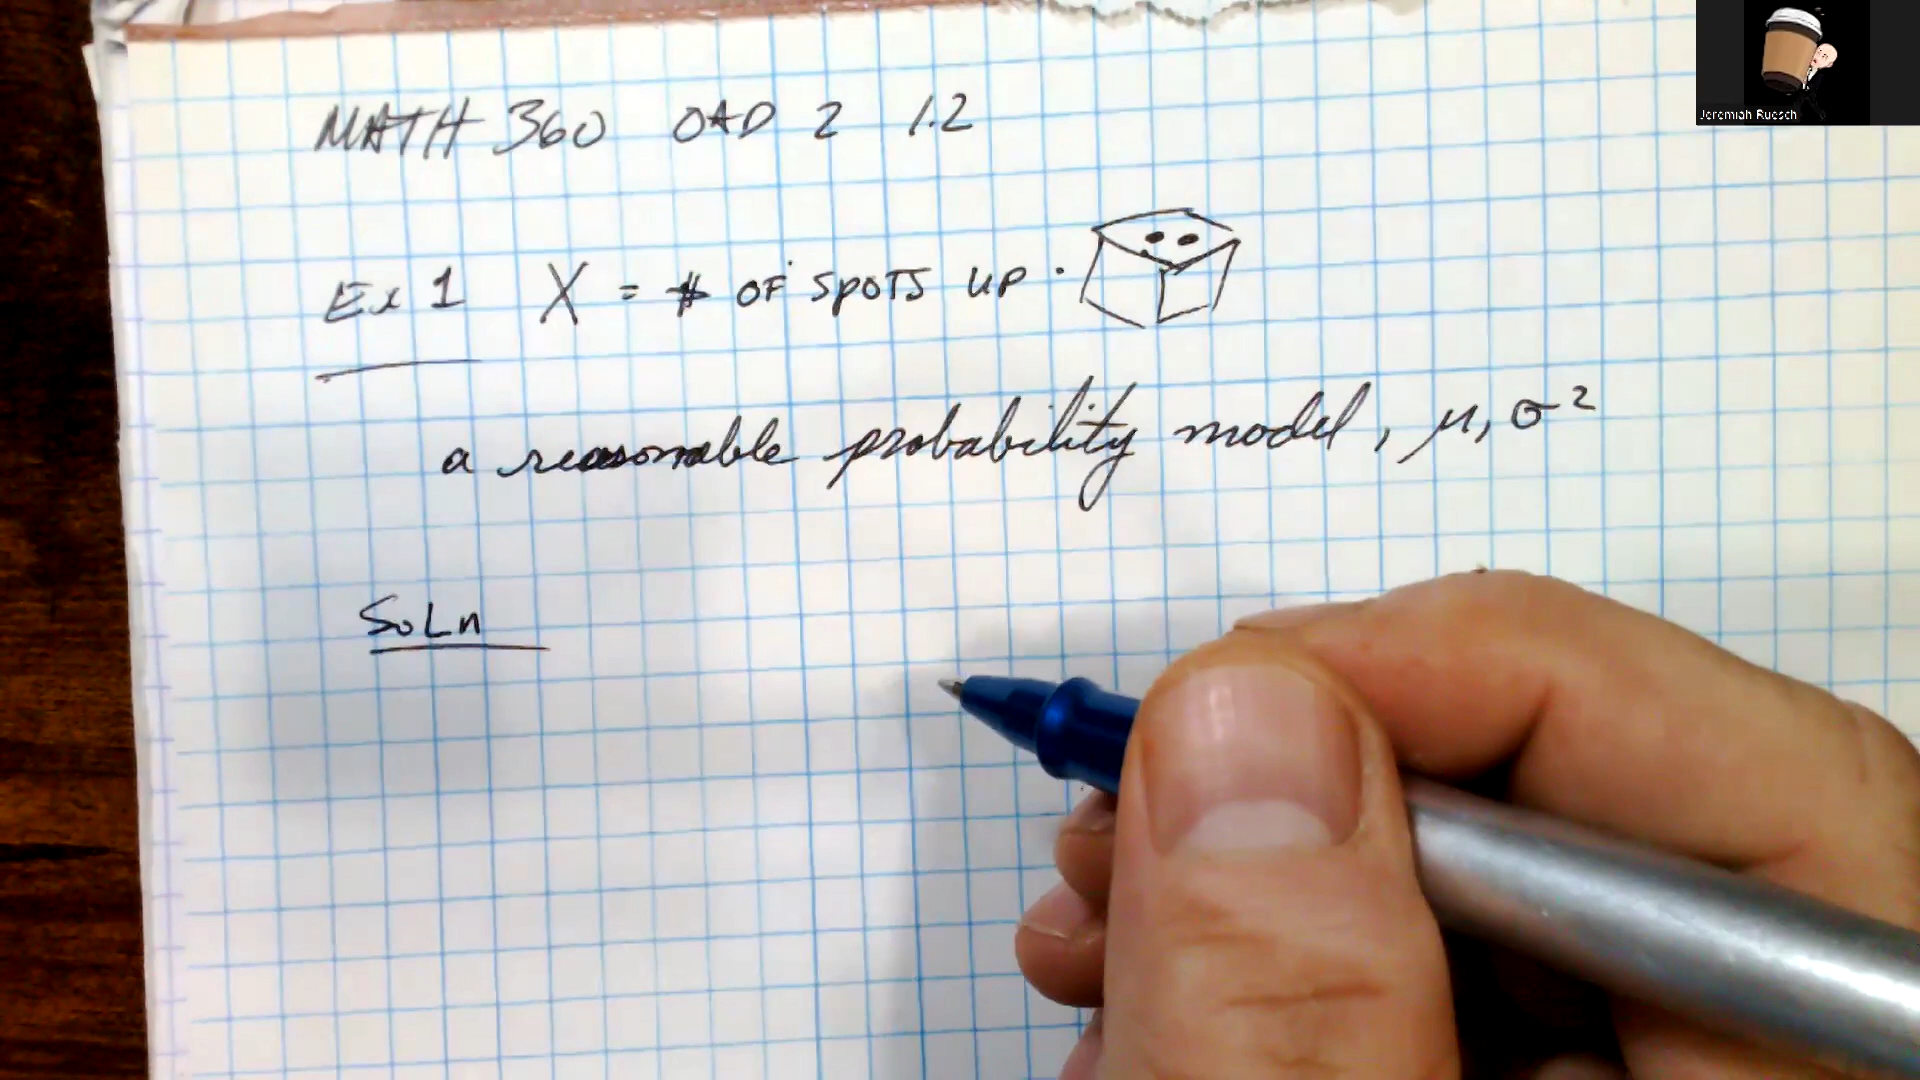 MATH 360 OAD 2 1.2
Jeremiah Ruesch
Ex 1 X = # OF SPOTS UP.
a reasonable probability model, μ, σ²
SoLn